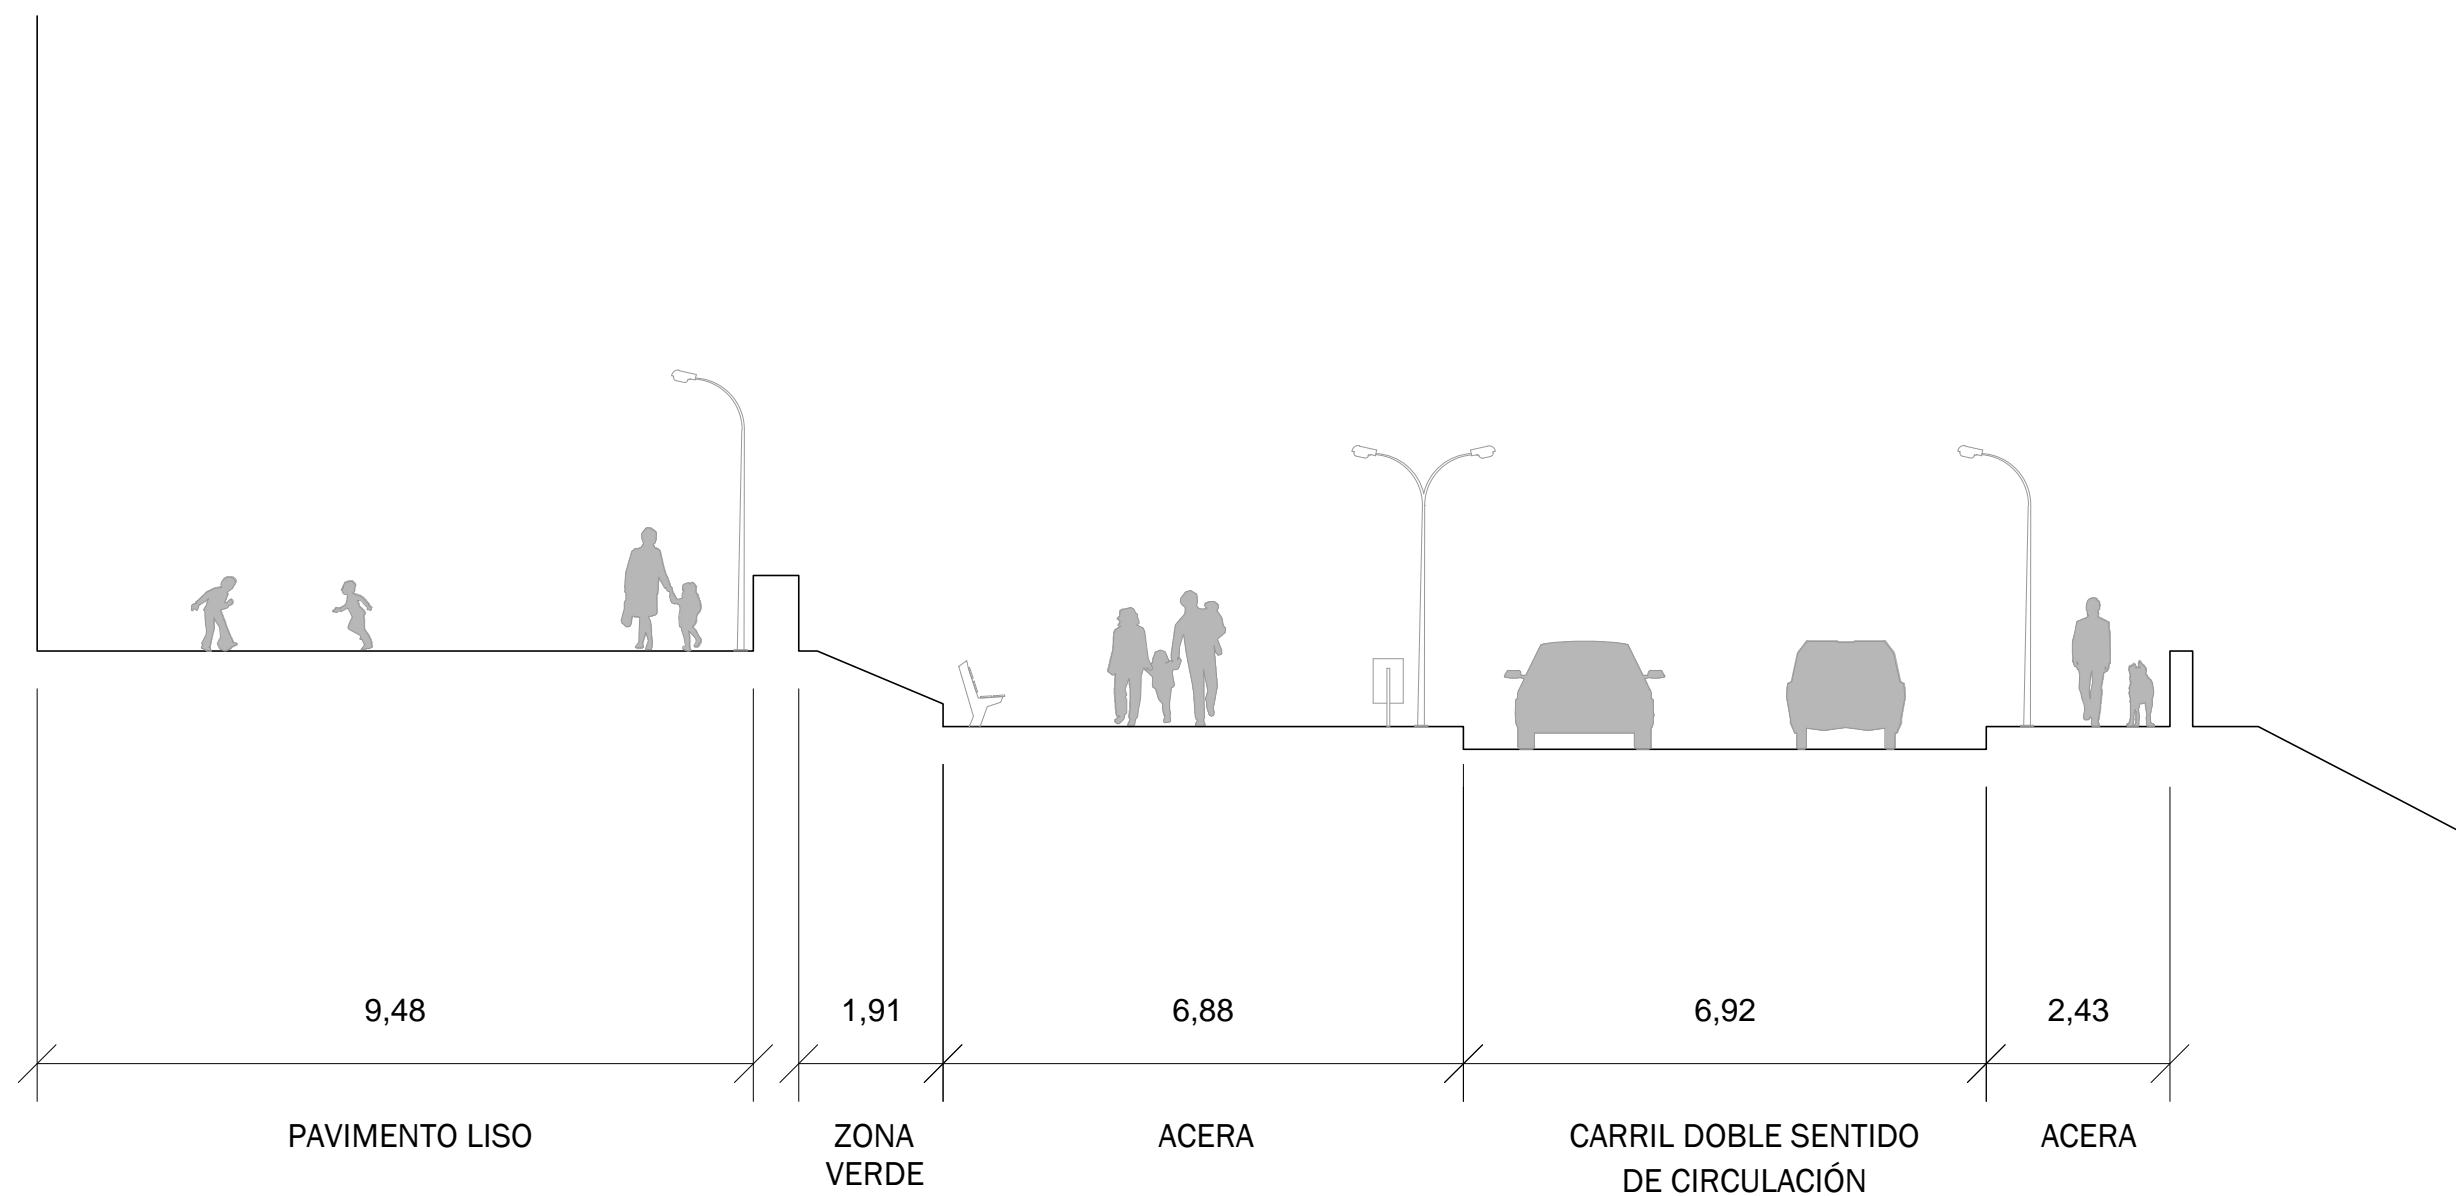 9,48
1,91
6,88
6,92
2,43
PAVIMENTO LISO
ZONA
VERDE
ACERA
CARRIL DOBLE SENTIDO
DE CIRCULACIÓN
ACERA